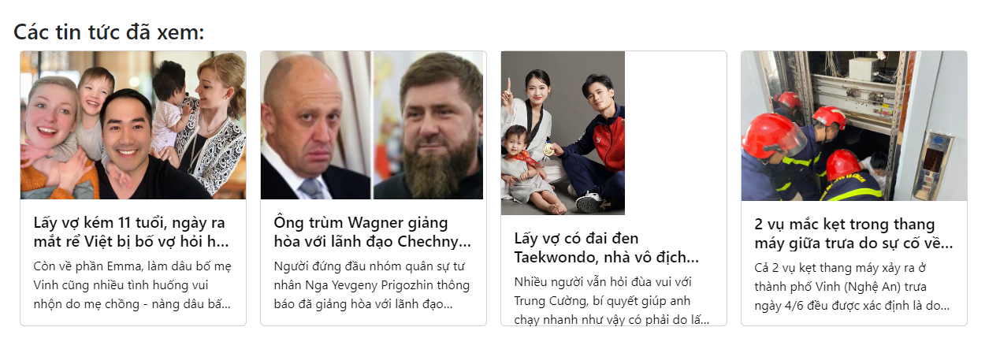 Các tin tức đã xem:
Lấy vợ kém 11 tuổi, ngày ra
mắt rể Việt bị bố vợ hỏi h...
Còn về phần Emma, làm dâu bố mẹ
Vinh cũng nhiều tình huống vui
nhộn do mẹ chồng - nàng dâu bấ...
Ông trùm Wagner giảng
hòa với lãnh đạo Chechny...
Người đứng đầu nhóm quân sự tư
nhân Nga Yevgeny Prigozhin thông
báo đã giảng hòa với lãnh đạo...
Lấy vợ có đai đen
Taekwondo, nhà vô địch...
Nhiều người vẫn hỏi đùa vui với
Trung Cường, bí quyết giúp anh
chạy nhanh như vậy có phải do lấ...
2 vụ mắc kẹt trong thang
máy giữa trưa do sự cố về...
Cả 2 vụ kẹt thang máy xảy ra ở
thành phố Vinh (Nghệ An) trưa
ngày 4/6 đều được xác định là do...